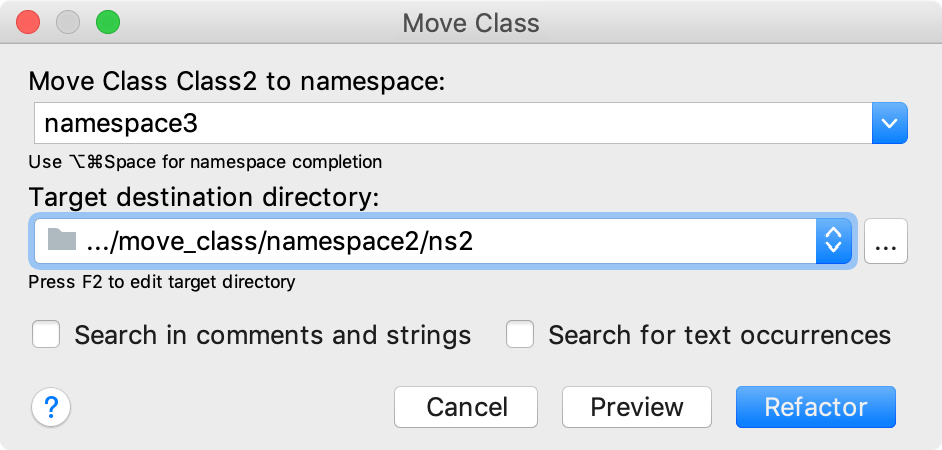 Move Class
Move Class Class2 to namespace:
namespace3
Use ⌥⌘Space for namespace completion
Target destination directory:
.../move_class/namespace2/ns2
...
Press F2 to edit target directory
Search in comments and strings
Search for text occurrences
?
Cancel
Preview
Refactor